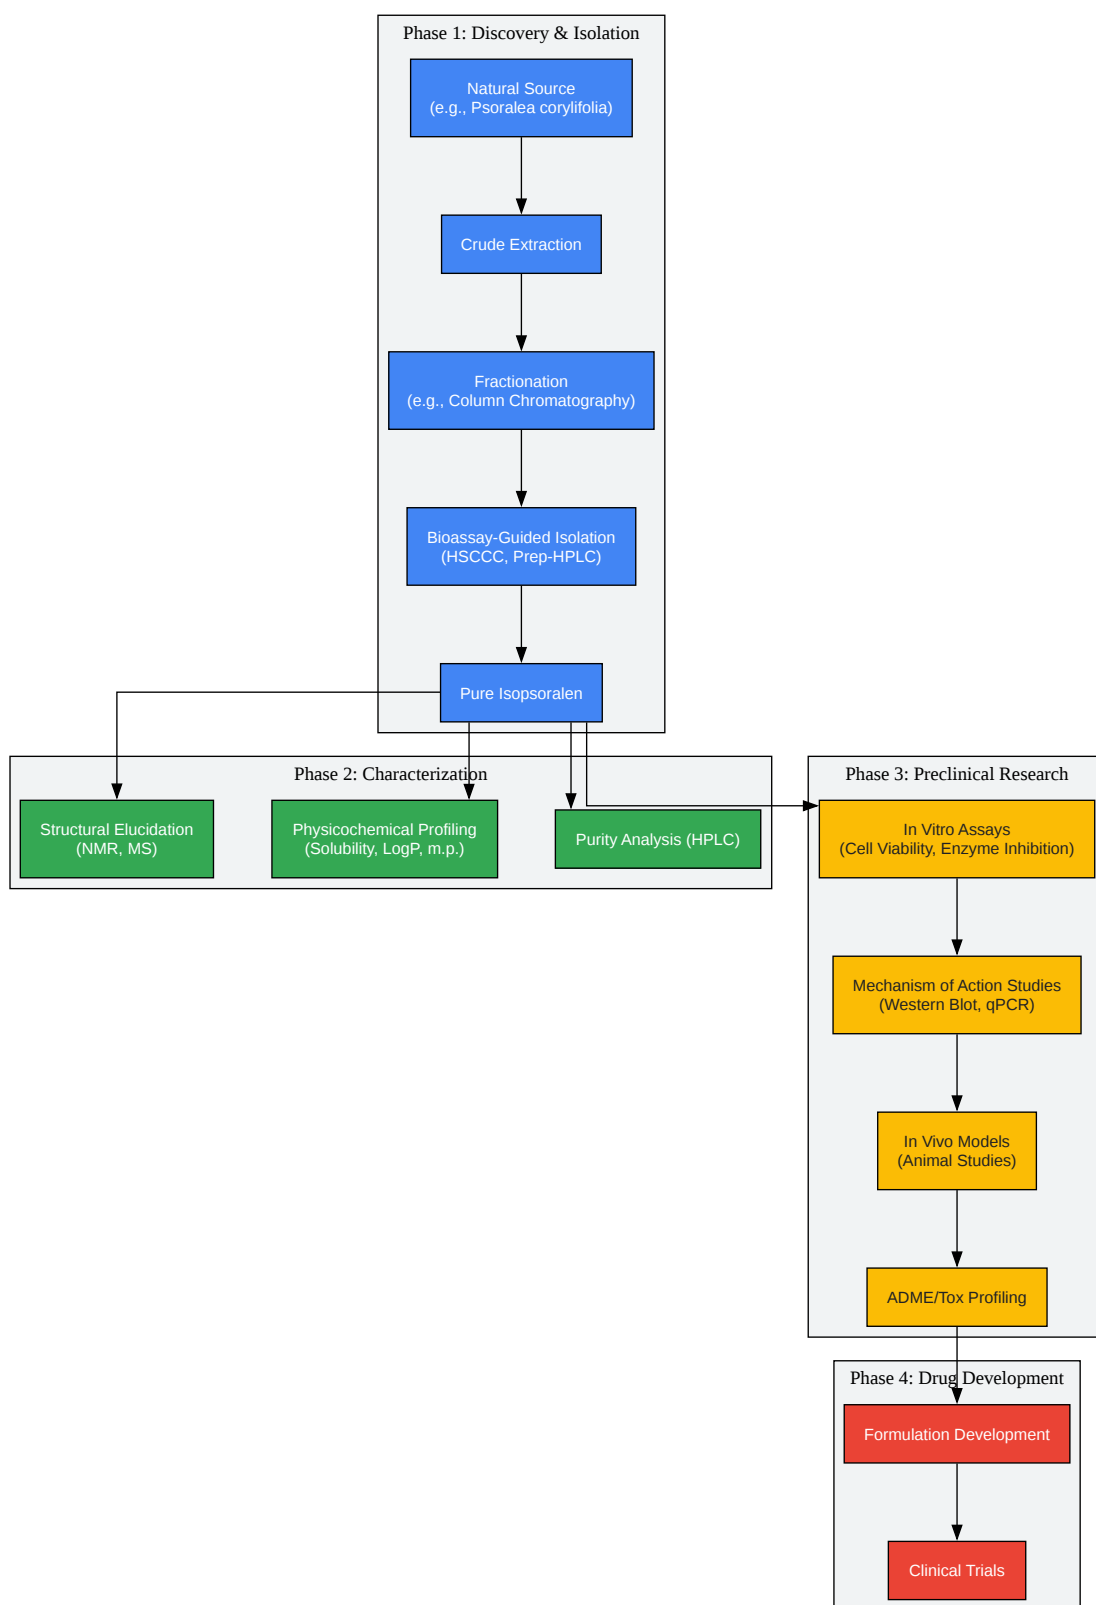 Phase 1: Discovery & Isolation
Natural Source
(e.g., Psoralea corylifolia)
Crude Extraction
Fractionation
(e.g., Column Chromatography)
Bioassay-Guided Isolation
(HSCCC, Prep-HPLC)
Pure Isopsoralen
Phase 2: Characterization
Structural Elucidation
(NMR, MS)
Physicochemical Profiling
(Solubility, LogP, m.p.)
Purity Analysis (HPLC)
Phase 3: Preclinical Research
In Vitro Assays
(Cell Viability, Enzyme Inhibition)
Mechanism of Action Studies
(Western Blot, qPCR)
In Vivo Models
(Animal Studies)
ADME/Tox Profiling
Phase 4: Drug Development
Formulation Development
Clinical Trials